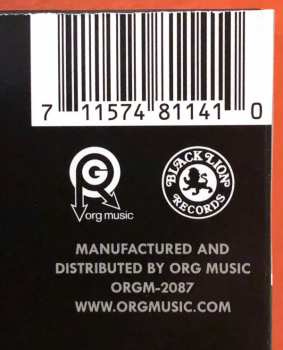 7 11574 81141 0
org music
BLACK LION
RECORDS
MANUFACTURED AND
DISTRIBUTED BY ORG MUSIC
ORGM-2087
WWW.ORGMUSIC.COM